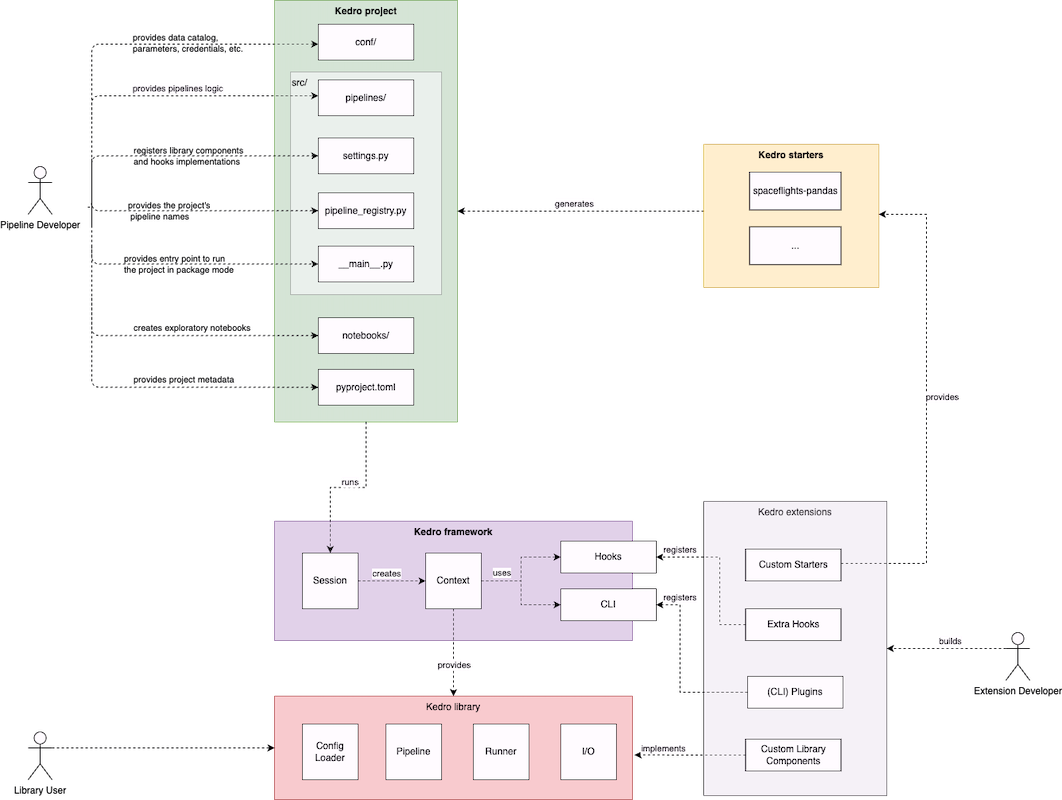 Kedro project
provides data catalog,
parameters, credentials, etc.
conf/
src/
provides pipelines logic
pipelines/
registers library components
and hooks implementations
settings.py
Pipeline Developer
provides the project's
pipeline names
pipeline_registry.py
provides entry point to run
the project in package mode
__main__.py
creates exploratory notebooks
notebooks/
provides project metadata
pyproject.toml
generates
Kedro starters
spaceflights-pandas
...
provides
runs
Kedro framework
Session
creates
Context
uses
Hooks
CLI
registers
registers
Kedro extensions
Custom Starters
Extra Hooks
(CLI) Plugins
Custom Library
Components
builds
Extension Developer
provides
implements
Kedro library
Config
Loader
Pipeline
Runner
I/O
Library User